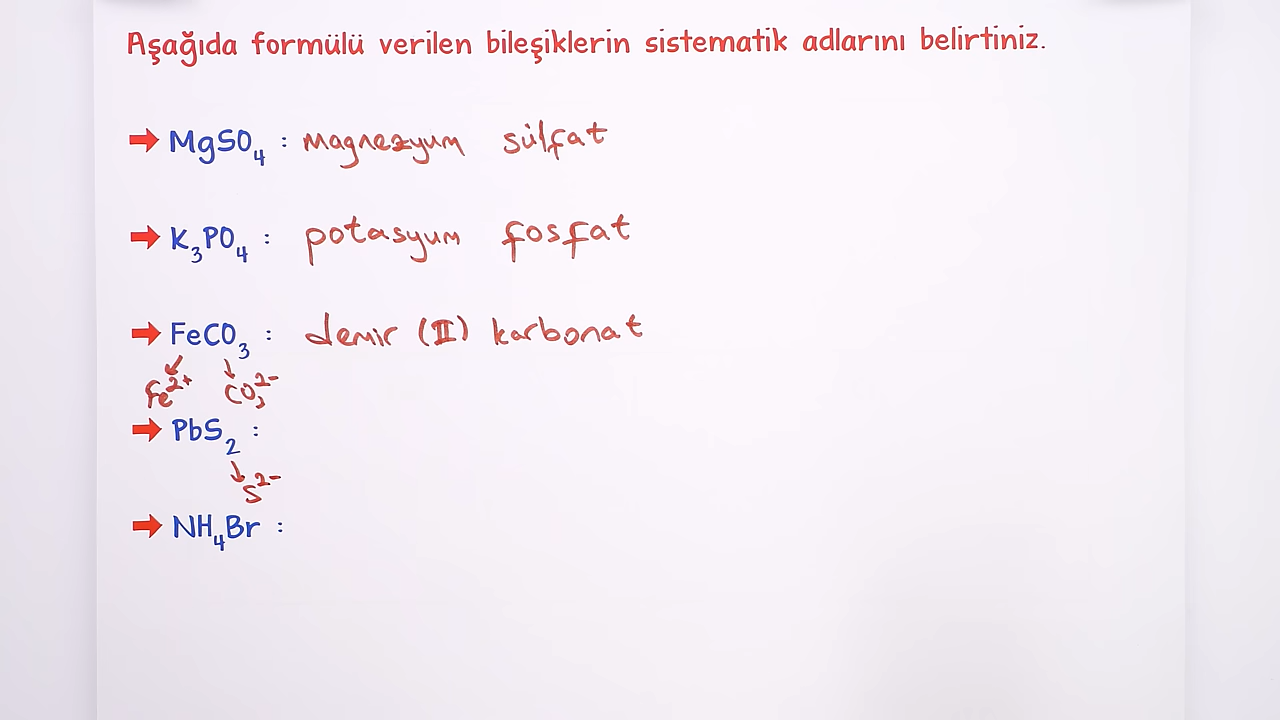 Aşağıda formülü verilen bileşiklerin sistematik adlarını belirtiniz.
MgSO₄ : magnezyum sülfat
K₃PO₄ : potasyum fosfat
FeCO₃ : demir (II) karbonat
Fe²⁺ CO₃²⁻
PbS₂ :
S²⁻
NH₄Br :